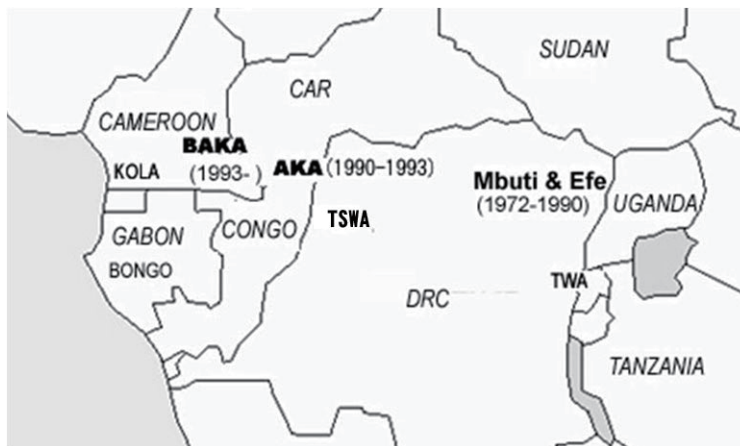 SUDAN
CAR
CAMEROON
BAKA
KOLA
(1993- )
AKA (1990-1993)
Mbuti & Efe
(1972-1990)
UGANDA
TSWA
GABON
CONGO
BONGO
TWA
DRC
TANZANIA